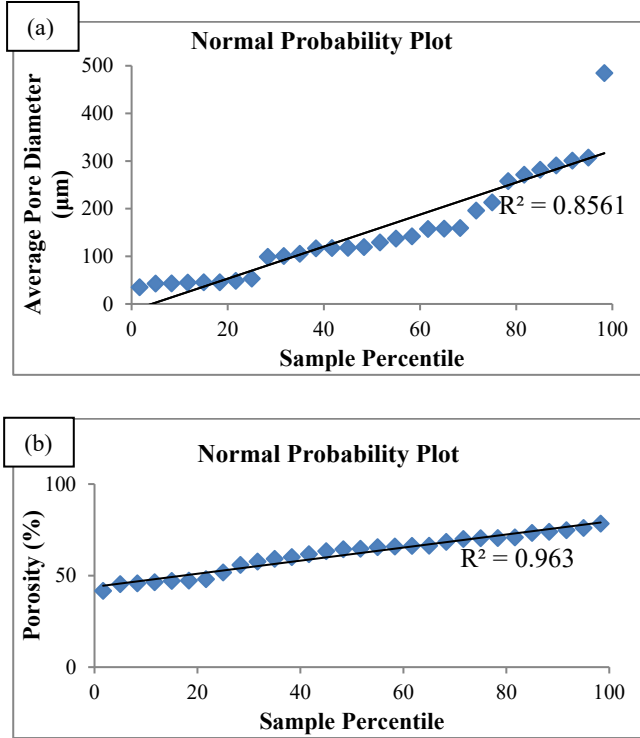 (a)
Normal Probability Plot
Average Pore Diameter
(μm)
500
400
300
200
100
0
R² = 0.8561
0 20 40 60 80 100
Sample Percentile
(b)
Normal Probability Plot
Porosity (%)
100
50
0
R² = 0.963
0 20 40 60 80 100
Sample Percentile